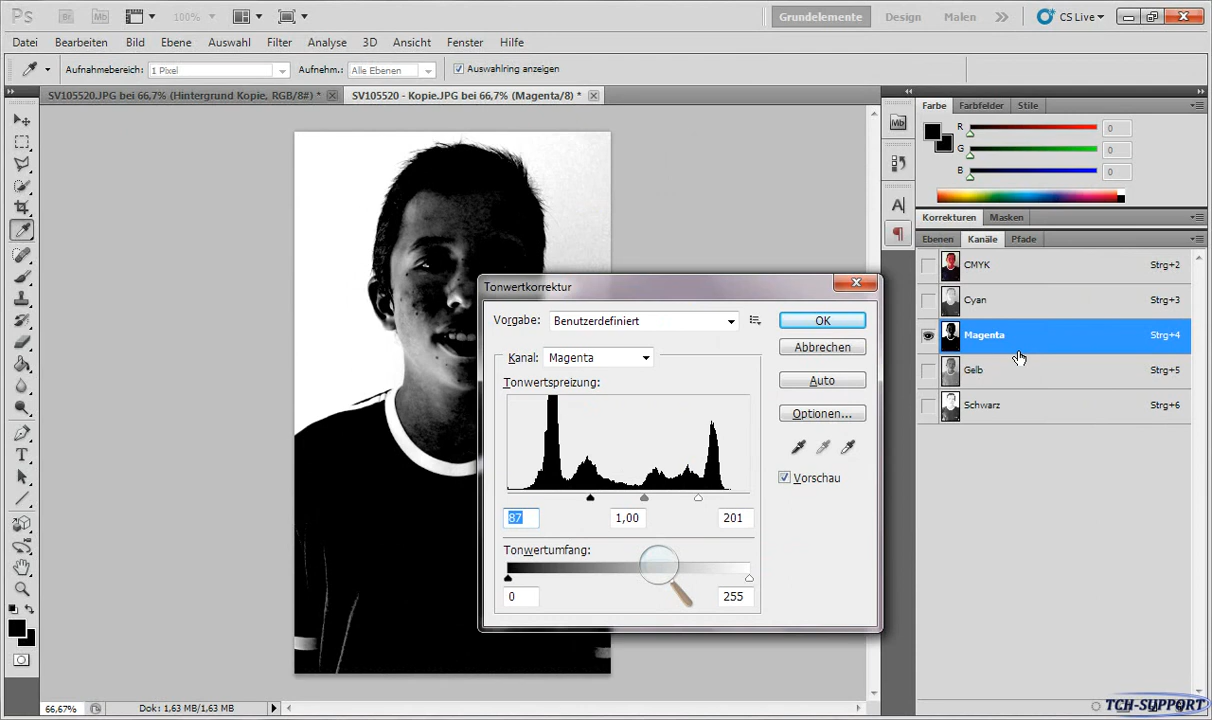 Ps Br Mb 100% Grundelemente Design Malen CS Live
Datei Bearbeiten Bild Ebene Auswahl Filter Analyse 3D Ansicht Fenster Hilfe
Aufnahmebereich: 1 Pixel Aufnehm.: Alle Ebenen Auswahlring anzeigen
SV105520.JPG bei 66,7% (Hintergrund Kopie, RGB/8#) * SV105520 - Kopie.JPG bei 66,7% (Magenta/8) *
Farbe Farbfelder Stile
Mb
R 0
G 0
B 0
Korrekturen Masken
Ebenen Kanäle Pfade
CMYK Strg+2
Cyan Strg+3
Magenta Strg+4
Gelb Strg+5
Schwarz Strg+6
Tonwertkorrektur
Vorgabe: Benutzerdefiniert OK
Kanal: Magenta Abbrechen
Tonwertspreizung: Auto
Optionen...
Vorschau
87 1,00 201
Tonwertumfang:
0 255
66,67% Dok: 1,63 MB/1,63 MB
TCH-SUPPORT